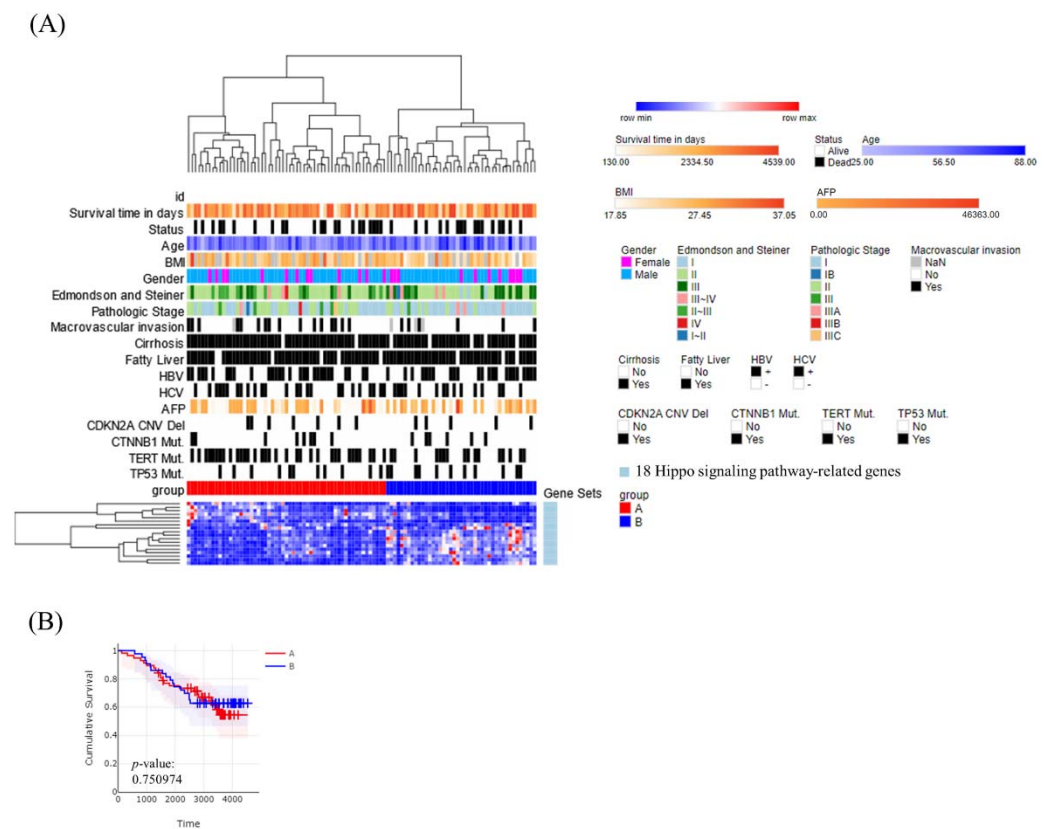 (A)
id
Survival time in days
Status
Age
BMI
Gender
Edmondson and Steiner
Pathologic Stage
Macrovascular invasion
Cirrhosis
Fatty Liver
HBV
HCV
AFP
CDKN2A CNV Del
CTNNB1 Mut.
TERT Mut.
TP53 Mut.
group
Gene Sets
row min row max
Survival time in days
130.00 2334.50 4539.00
Status
Alive
Dead
Age
25.00 56.50 88.00
BMI
17.85 27.45 37.05
AFP
0.00 46363.00
Gender
Female
Male
Edmondson and Steiner
I
II
III
III~IV
II~III
IV
I~II
Pathologic Stage
I
IB
II
III
IIIA
IIIB
IIIC
Macrovascular invasion
NaN
No
Yes
Cirrhosis
No
Yes
Fatty Liver
No
Yes
HBV
+
-
HCV
+
-
CDKN2A CNV Del
No
Yes
CTNNB1 Mut.
No
Yes
TERT Mut.
No
Yes
TP53 Mut.
No
Yes
18 Hippo signaling pathway-related genes
group
A
B
(B)
Cumulative Survival
1
0.8
0.6
0.4
0.2
0
p-value:
0.750974
0 1000 2000 3000 4000
Time
A
B